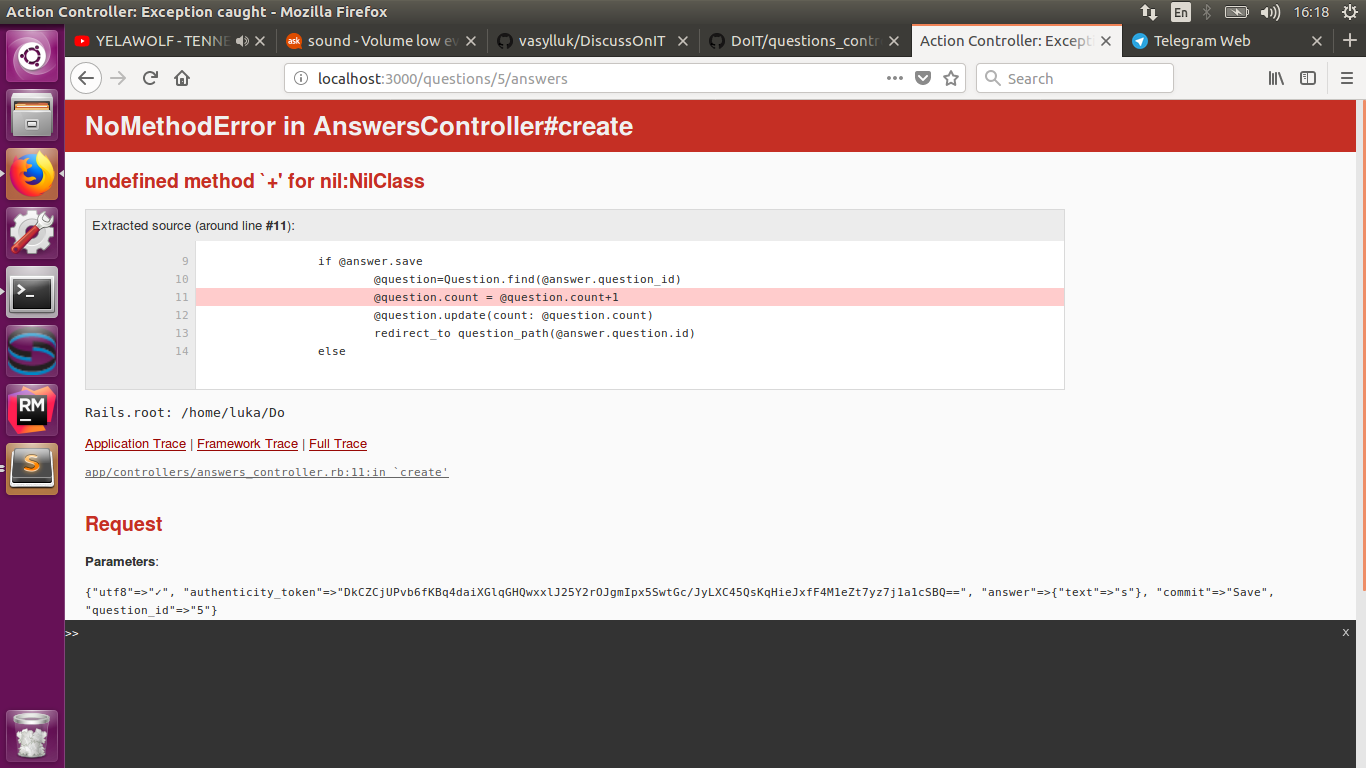 Action Controller: Exception caught - Mozilla Firefox
En
16:18
YELAWOLF - TENNE
ask
sound - Volume low ev
vasylluk/DiscussOnIT
DoIT/questions_contr
Action Controller: Except
Telegram Web
localhost:3000/questions/5/answers
Search
NoMethodError in AnswersController#create
undefined method `+' for nil:NilClass
Extracted source (around line #11):
9 if @answer.save
10 @question=Question.find(@answer.question_id)
11 @question.count = @question.count+1
12 @question.update(count: @question.count)
13 redirect_to question_path(@answer.question.id)
14 else
Rails.root: /home/luka/Do
Application Trace | Framework Trace | Full Trace
app/controllers/answers_controller.rb:11:in `create'
Request
Parameters:
{"utf8"=>"✓", "authenticity_token"=>"DkCZCjUPvb6fKBq4daiXGlqGHQwxxlJ25Y2rOJgmIpx5SwtGc/JyLXC45QsKqHieJxfF4M1eZt7yz7j1a1cSBQ==", "answer"=>{"text"=>"s"}, "commit"=>"Save",
"question_id"=>"5"}
>>
x
RM
S